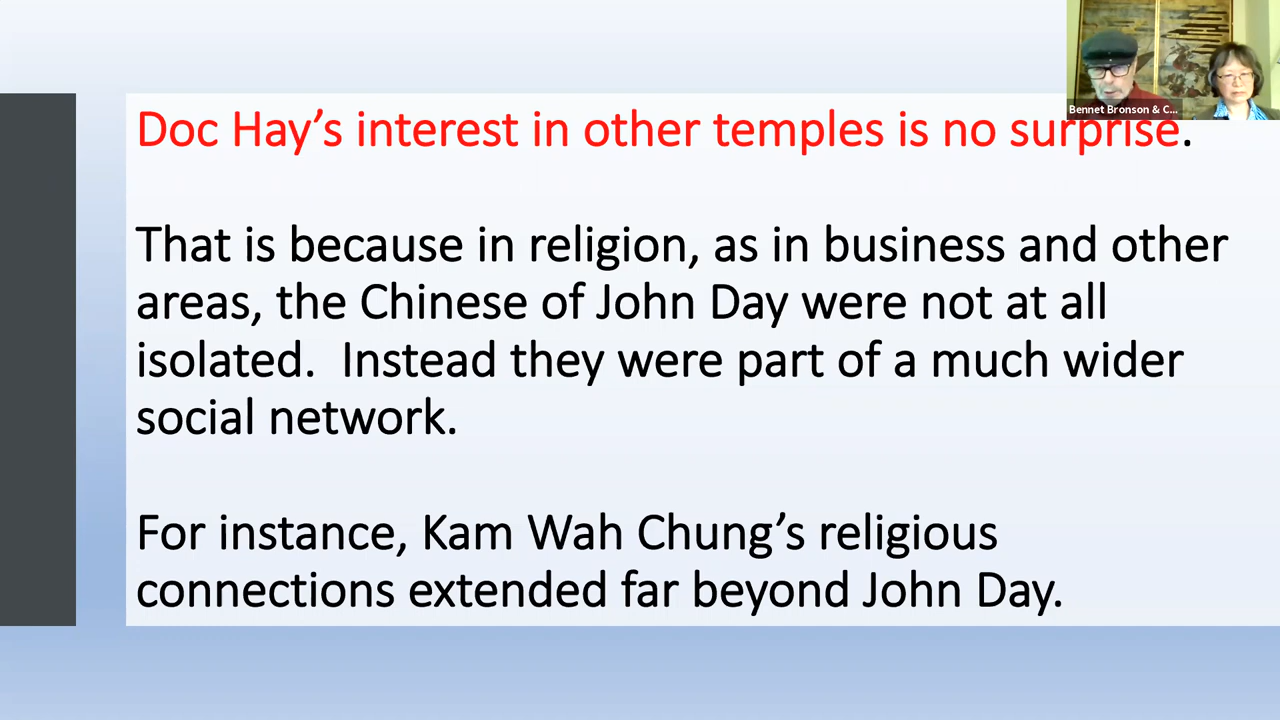 Bennet Bronson & C...
Doc Hay's interest in other temples is no surprise.
That is because in religion, as in business and other
areas, the Chinese of John Day were not at all
isolated.  Instead they were part of a much wider
social network.
For instance, Kam Wah Chung's religious
connections extended far beyond John Day.